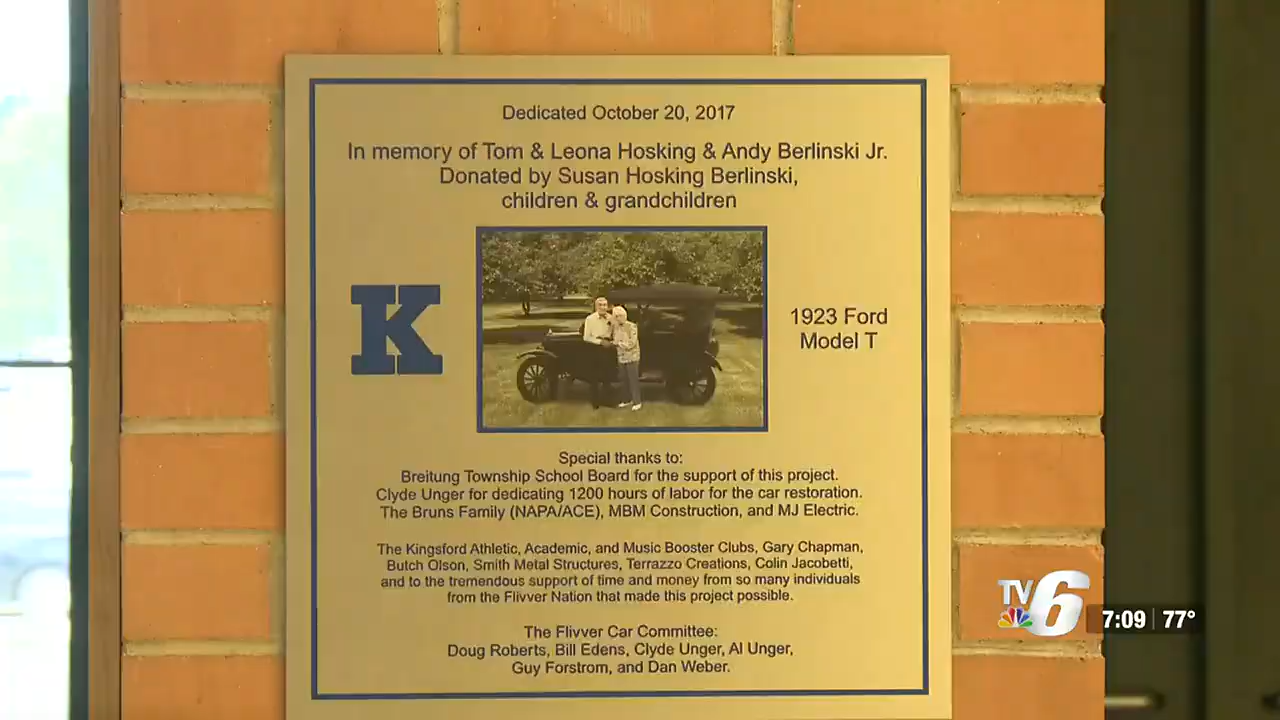 Dedicated October 20, 2017
In memory of Tom & Leona Hosking & Andy Berlinski Jr.
Donated by Susan Hosking Berlinski,
children & grandchildren
K
1923 Ford
Model T
Special thanks to:
Breitung Township School Board for the support of this project.
Clyde Unger for dedicating 1200 hours of labor for the car restoration.
The Bruns Family (NAPA/ACE), MBM Construction, and MJ Electric.
The Kingsford Athletic, Academic, and Music Booster Clubs, Gary Chapman,
Butch Olson, Smith Metal Structures, Terrazzo Creations, Colin Jacobetti,
and to the tremendous support of time and money from so many individuals
from the Flivver Nation that made this project possible.
The Flivver Car Committee:
Doug Roberts, Bill Edens, Clyde Unger, Al Unger,
Guy Forstrom, and Dan Weber.
TV6
7:09 77°